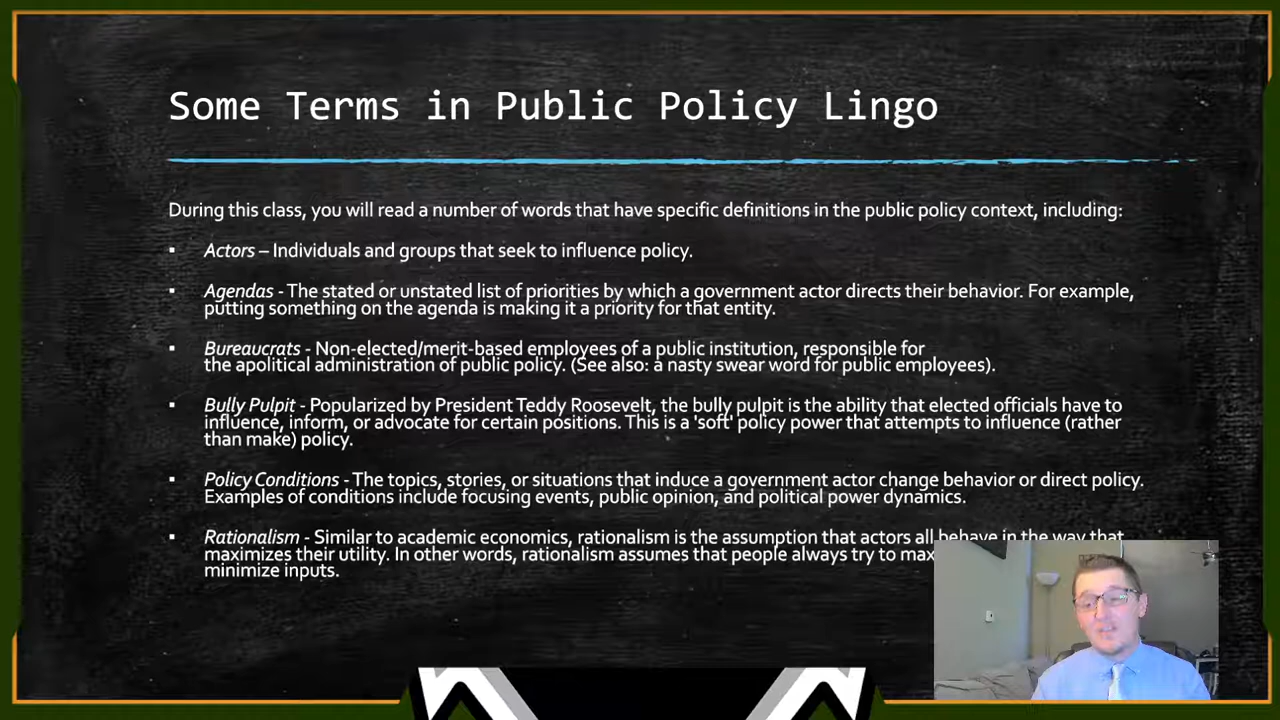 Some Terms in Public Policy Lingo
During this class, you will read a number of words that have specific definitions in the public policy context, including:
▪ Actors – Individuals and groups that seek to influence policy.
▪ Agendas - The stated or unstated list of priorities by which a government actor directs their behavior. For example,
putting something on the agenda is making it a priority for that entity.
▪ Bureaucrats - Non-elected/merit-based employees of a public institution, responsible for
the apolitical administration of public policy. (See also: a nasty swear word for public employees).
▪ Bully Pulpit - Popularized by President Teddy Roosevelt, the bully pulpit is the ability that elected officials have to
influence, inform, or advocate for certain positions. This is a 'soft' policy power that attempts to influence (rather
than make) policy.
▪ Policy Conditions - The topics, stories, or situations that induce a government actor change behavior or direct policy.
Examples of conditions include focusing events, public opinion, and political power dynamics.
▪ Rationalism - Similar to academic economics, rationalism is the assumption that actors all behave in the way that
maximizes their utility. In other words, rationalism assumes that people always try to
minimize inputs.